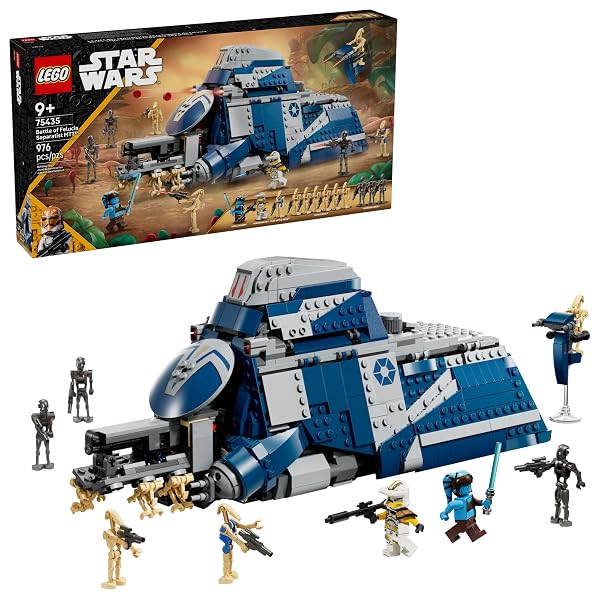 LEGO
STAR
WARS
9+
75435
Battle of Felucia
Separatist MTT
976
pcs/pzs